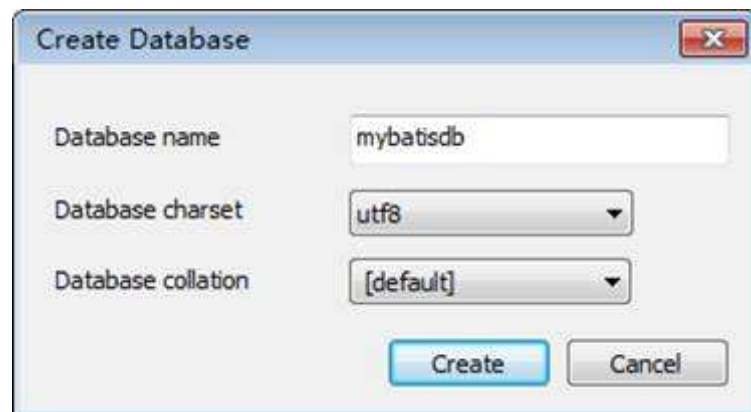 Create Database
Database name mybatisdb
Database charset utf8
Database collation [default]
Create Cancel